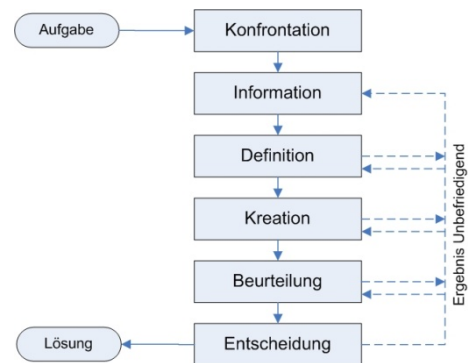 Aufgabe
Konfrontation
Information
Definition
Kreation
Beurteilung
Entscheidung
Lösung
Ergebnis Unbefriedigend